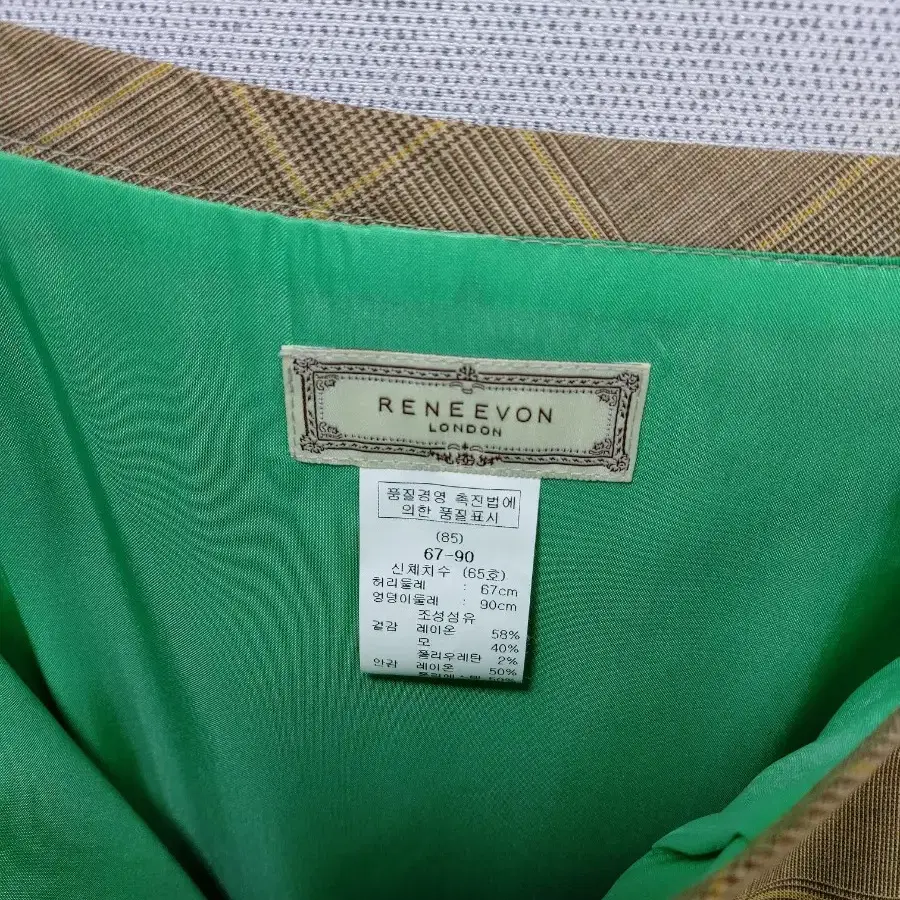 RENEEVON
LONDON
품질경영 촉진법에
의한 품질표시
(85)
67-90
신체치수 (65호)
허리둘레 : 67cm
엉덩이둘레 : 90cm
조성섬유
겉감 레이온 58%
모 40%
폴리우레탄 2%
안감 레이온 50%